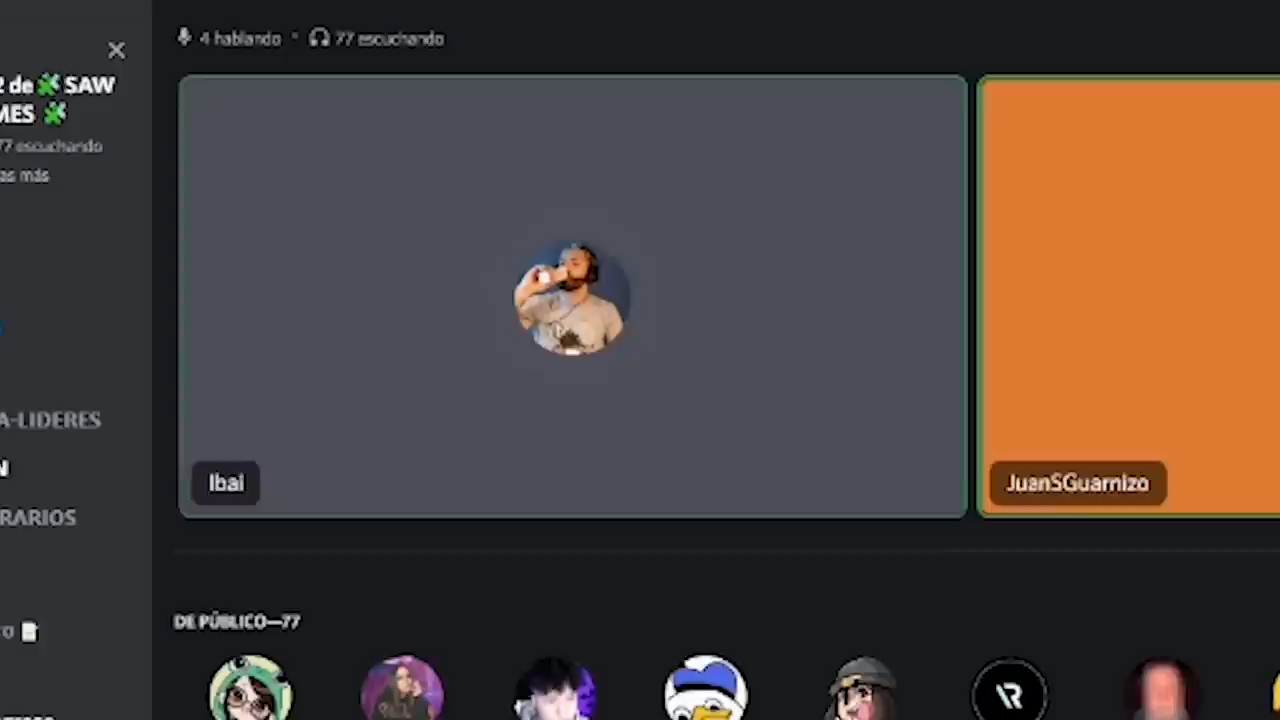 4 hablando • 77 escuchando
2 de SAW
MES
77 escuchando
as más
A-LIDERES
N
RARIOS
Ibai
JuanSGuarnizo
DE PÚBLICO—77